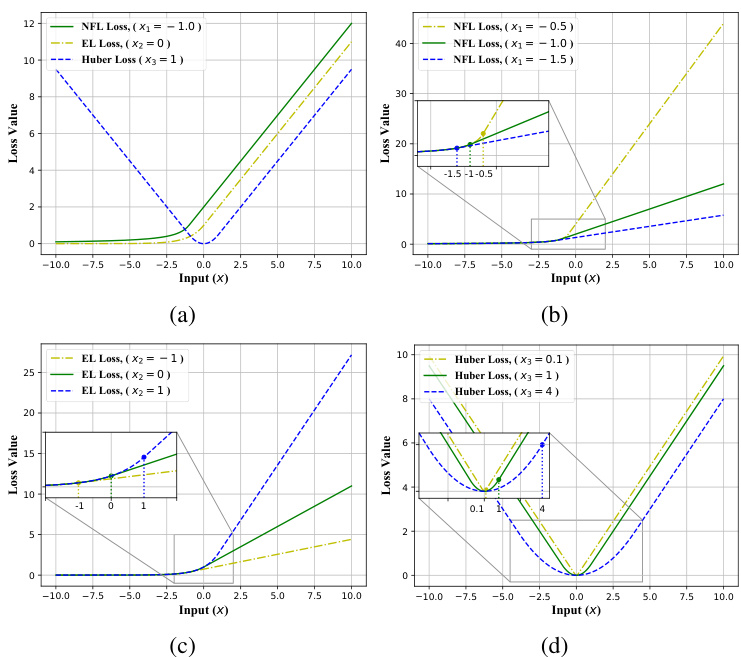 12
10
8
6
4
2
0
Loss Value
NFL Loss, ( x₁ = −1.0 )
EL Loss, ( x₂ = 0 )
Huber Loss ( x₃ = 1 )
−10.0 −7.5 −5.0 −2.5 0.0 2.5 5.0 7.5 10.0
Input (x)
(a)
40
30
20
10
0
Loss Value
NFL Loss, ( x₁ = −0.5 )
NFL Loss, ( x₁ = −1.0 )
NFL Loss, ( x₁ = −1.5 )
-1.5 -1 -0.5
−10.0 −7.5 −5.0 −2.5 0.0 2.5 5.0 7.5 10.0
Input (x)
(b)
25
20
15
10
5
0
Loss Value
EL Loss, ( x₂ = −1 )
EL Loss, ( x₂ = 0 )
EL Loss, ( x₂ = 1 )
-1 0 1
−10.0 −7.5 −5.0 −2.5 0.0 2.5 5.0 7.5 10.0
Input (x)
(c)
10
8
6
4
2
0
Loss Value
Huber Loss, ( x₃ = 0.1 )
Huber Loss, ( x₃ = 1 )
Huber Loss, ( x₃ = 4 )
0.1 1 4
−10.0 −7.5 −5.0 −2.5 0.0 2.5 5.0 7.5 10.0
Input (x)
(d)